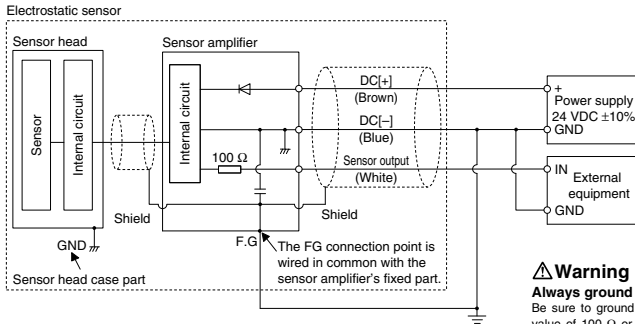 Electrostatic sensor
Sensor head
Sensor
Internal circuit
GND
Sensor head case part
Shield
Sensor amplifier
Internal circuit
100 Ω
F.G
The FG connection point is
wired in common with the
sensor amplifier's fixed part.
DC[+]
(Brown)
DC[–]
(Blue)
Sensor output
(White)
Shield
+
Power supply
24 VDC ±10%
GND
IN
External
equipment
GND
⚠Warning
Always ground
Be sure to ground
value of 100 Ω or